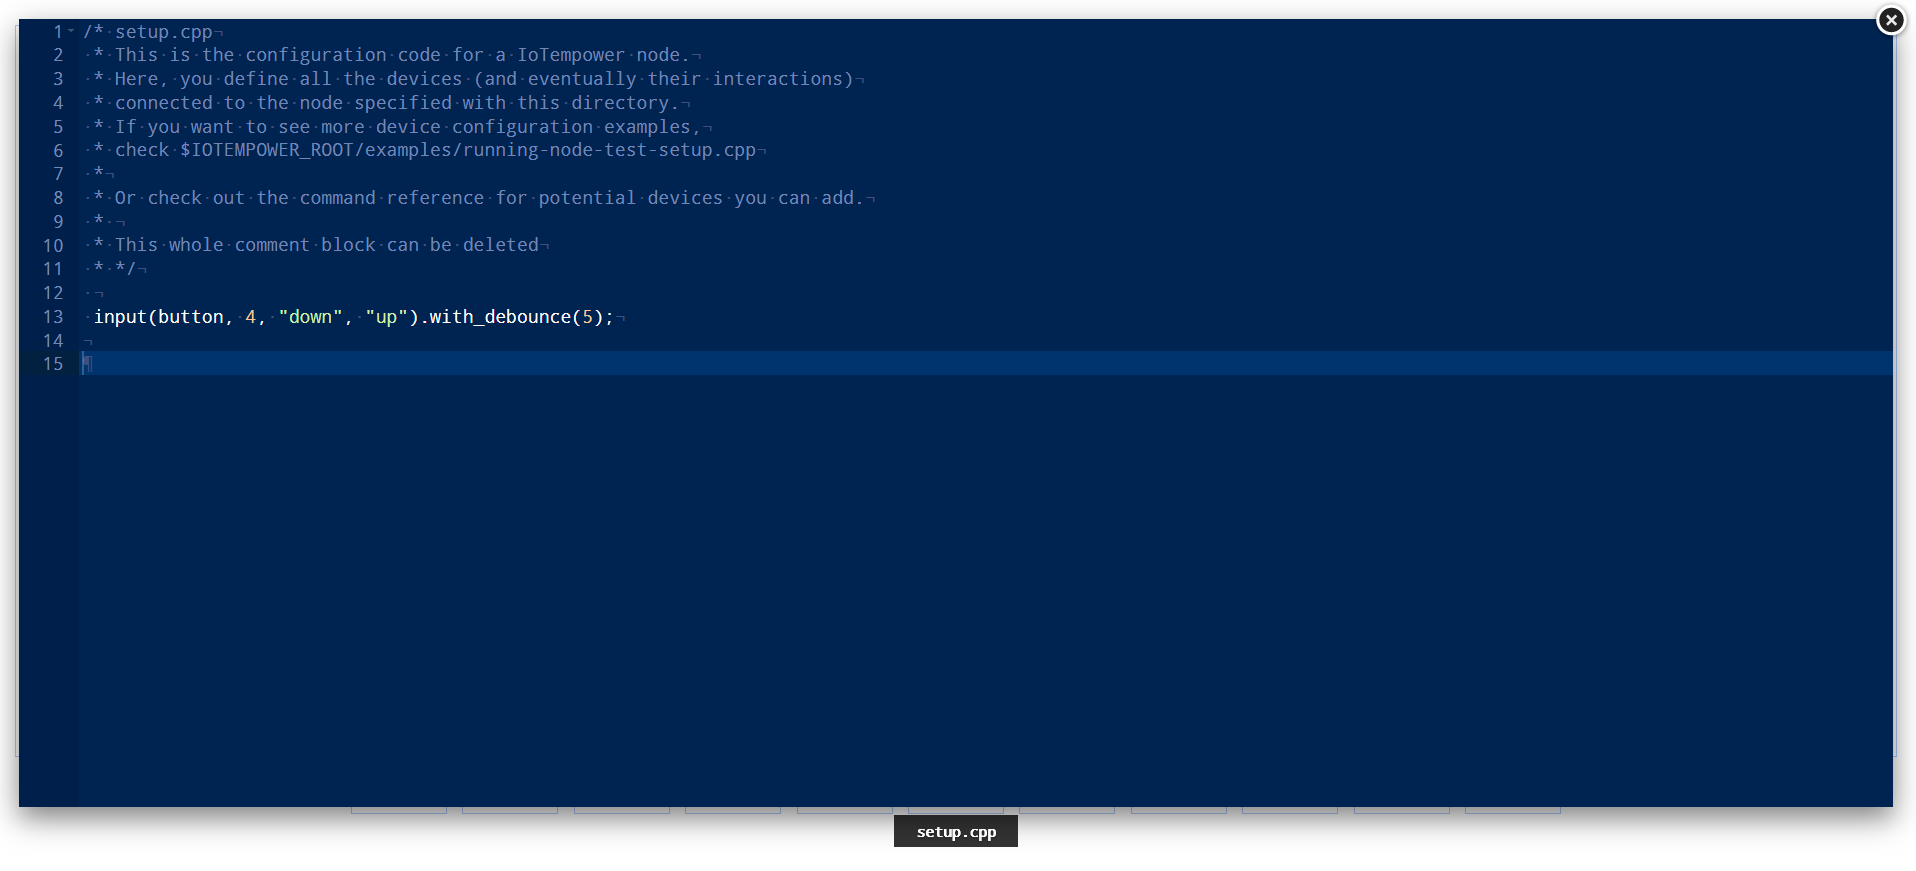 1 /* setup.cpp
2  * This is the configuration code for a IoTempower node.
3  * Here, you define all the devices (and eventually their interactions)
4  * connected to the node specified with this directory.
5  * If you want to see more device configuration examples,
6  * check $IOTEMPOWER_ROOT/examples/running-node-test-setup.cpp
7  *
8  * Or check out the command reference for potential devices you can add.
9  *
10  * This whole comment block can be deleted
11  * */
12
13  input(button, 4, "down", "up").with_debounce(5);
14
15
setup.cpp